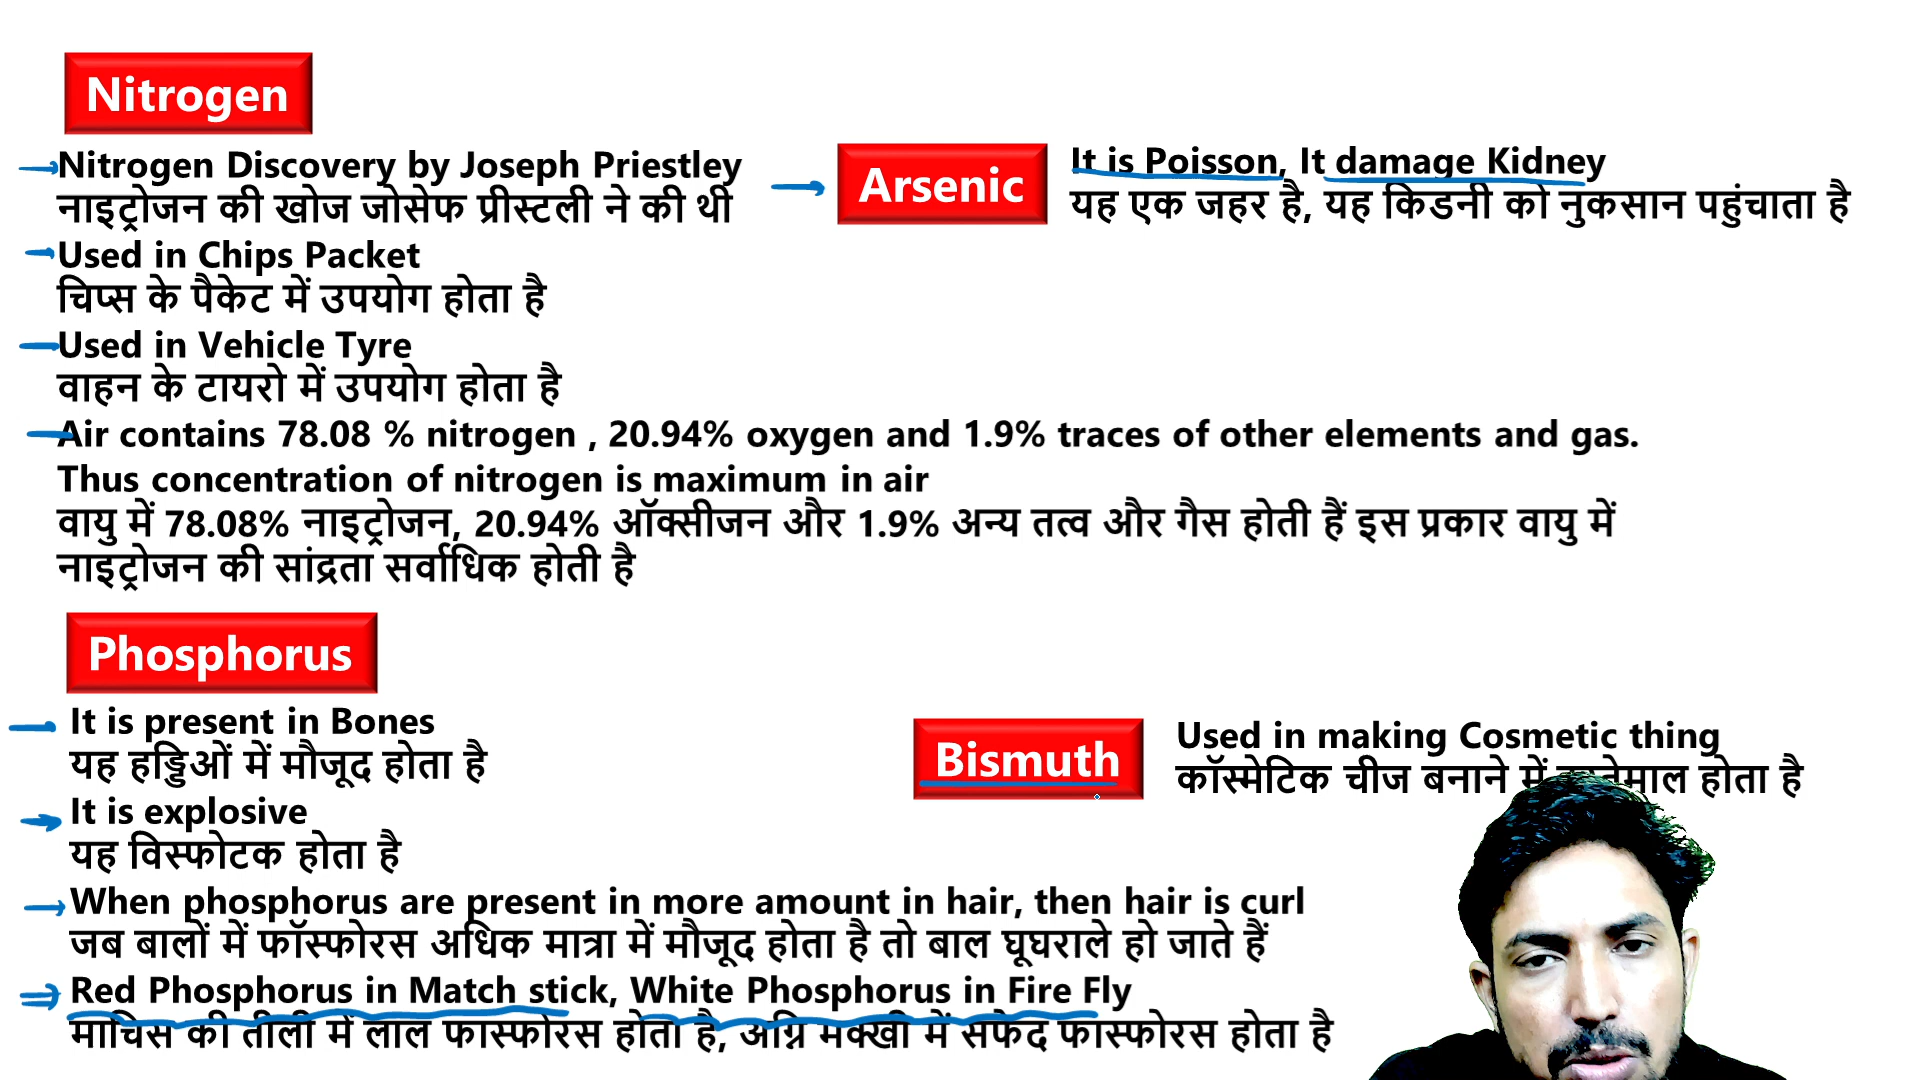 Nitrogen
Nitrogen Discovery by Joseph Priestley
नाइट्रोजन की खोज जोसेफ प्रीस्टली ने की थी
Used in Chips Packet
चिप्स के पैकेट में उपयोग होता है
Used in Vehicle Tyre
वाहन के टायरो में उपयोग होता है
Air contains 78.08 % nitrogen , 20.94% oxygen and 1.9% traces of other elements and gas.
Thus concentration of nitrogen is maximum in air
वायु में 78.08% नाइट्रोजन, 20.94% ऑक्सीजन और 1.9% अन्य तत्व और गैस होती हैं इस प्रकार वायु में
नाइट्रोजन की सांद्रता सर्वाधिक होती है
Arsenic
It is Poisson, It damage Kidney
यह एक जहर है, यह किडनी को नुकसान पहुंचाता है
Phosphorus
It is present in Bones
यह हड्डिओं में मौजूद होता है
It is explosive
यह विस्फोटक होता है
When phosphorus are present in more amount in hair, then hair is curl
जब बालों में फॉस्फोरस अधिक मात्रा में मौजूद होता है तो बाल घूघराले हो जाते हैं
Red Phosphorus in Match stick, White Phosphorus in Fire Fly
माचिस की तीली में लाल फास्फोरस होता है, अग्नि मक्खी में सफेद फास्फोरस होता है
Bismuth
Used in making Cosmetic thing
कॉस्मेटिक चीज बनाने में होता है